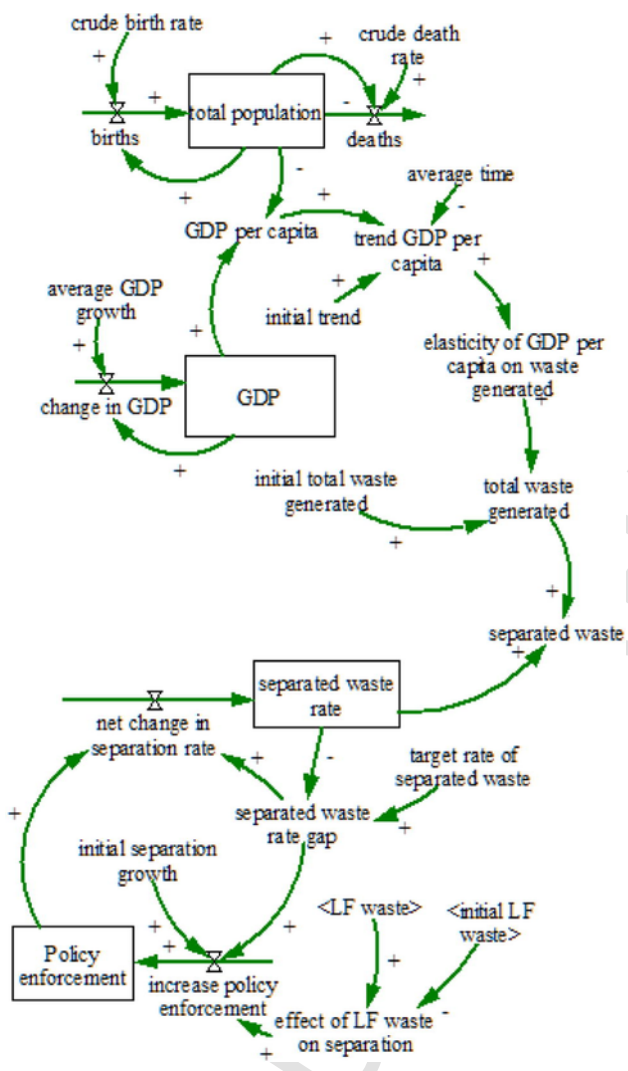 crude birth rate
crude death
rate
+
+
+
+
+
-
total population
births
deaths
+
-
average time
+
-
GDP per capita
trend GDP per
capita
+
average GDP
growth
+
initial trend
+
+
elasticity of GDP per
capita on waste
generated
GDP
change in GDP
+
+
initial total waste
generated
total waste
generated
+
+
separated waste
+
separated waste
rate
net change in
separation rate
+
-
target rate of
separated waste
+
separated waste
rate gap
+
initial separation
growth
<LF waste>
<initial LF
waste>
+
+
+
Policy
enforcement
+
-
increase policy
enforcement
effect of LF waste
on separation
+